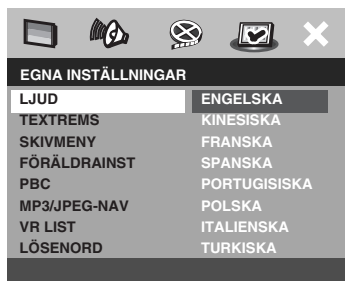 EGNA INSTÄLLNINGAR
LJUD ENGELSKA
TEXTREMS KINESISKA
SKIVMENY FRANSKA
FÖRÄLDRAINST SPANSKA
PBC PORTUGISISKA
MP3/JPEG-NAV POLSKA
VR LIST ITALIENSKA
LÖSENORD TURKISKA